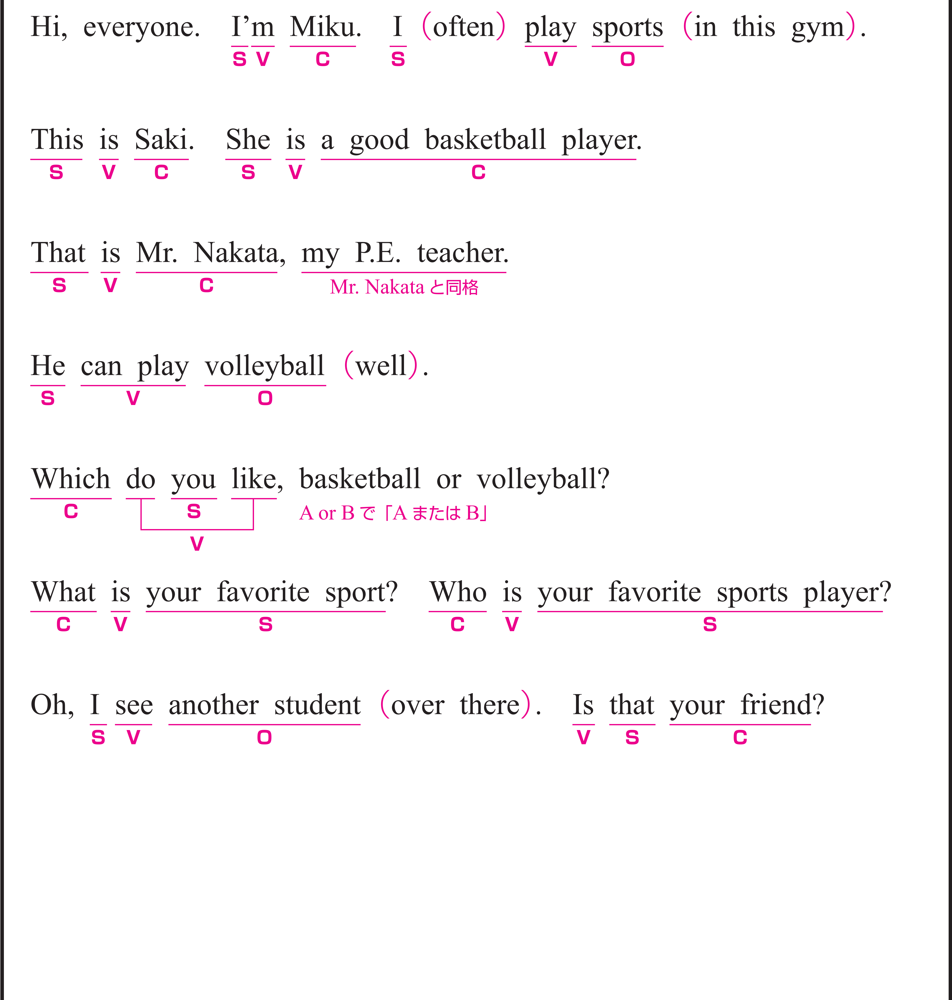 Hi, everyone. I’m Miku. I (often) play sports (in this gym).
S V C S V O
This is Saki. She is a good basketball player.
S V C S V C
That is Mr. Nakata, my P.E. teacher.
S V C Mr. Nakata と同格
He can play volleyball (well).
S V O
Which do you like, basketball or volleyball?
C S A or B で「A または B」
V
What is your favorite sport? Who is your favorite sports player?
C V S C V S
Oh, I see another student (over there). Is that your friend?
S V O V S C